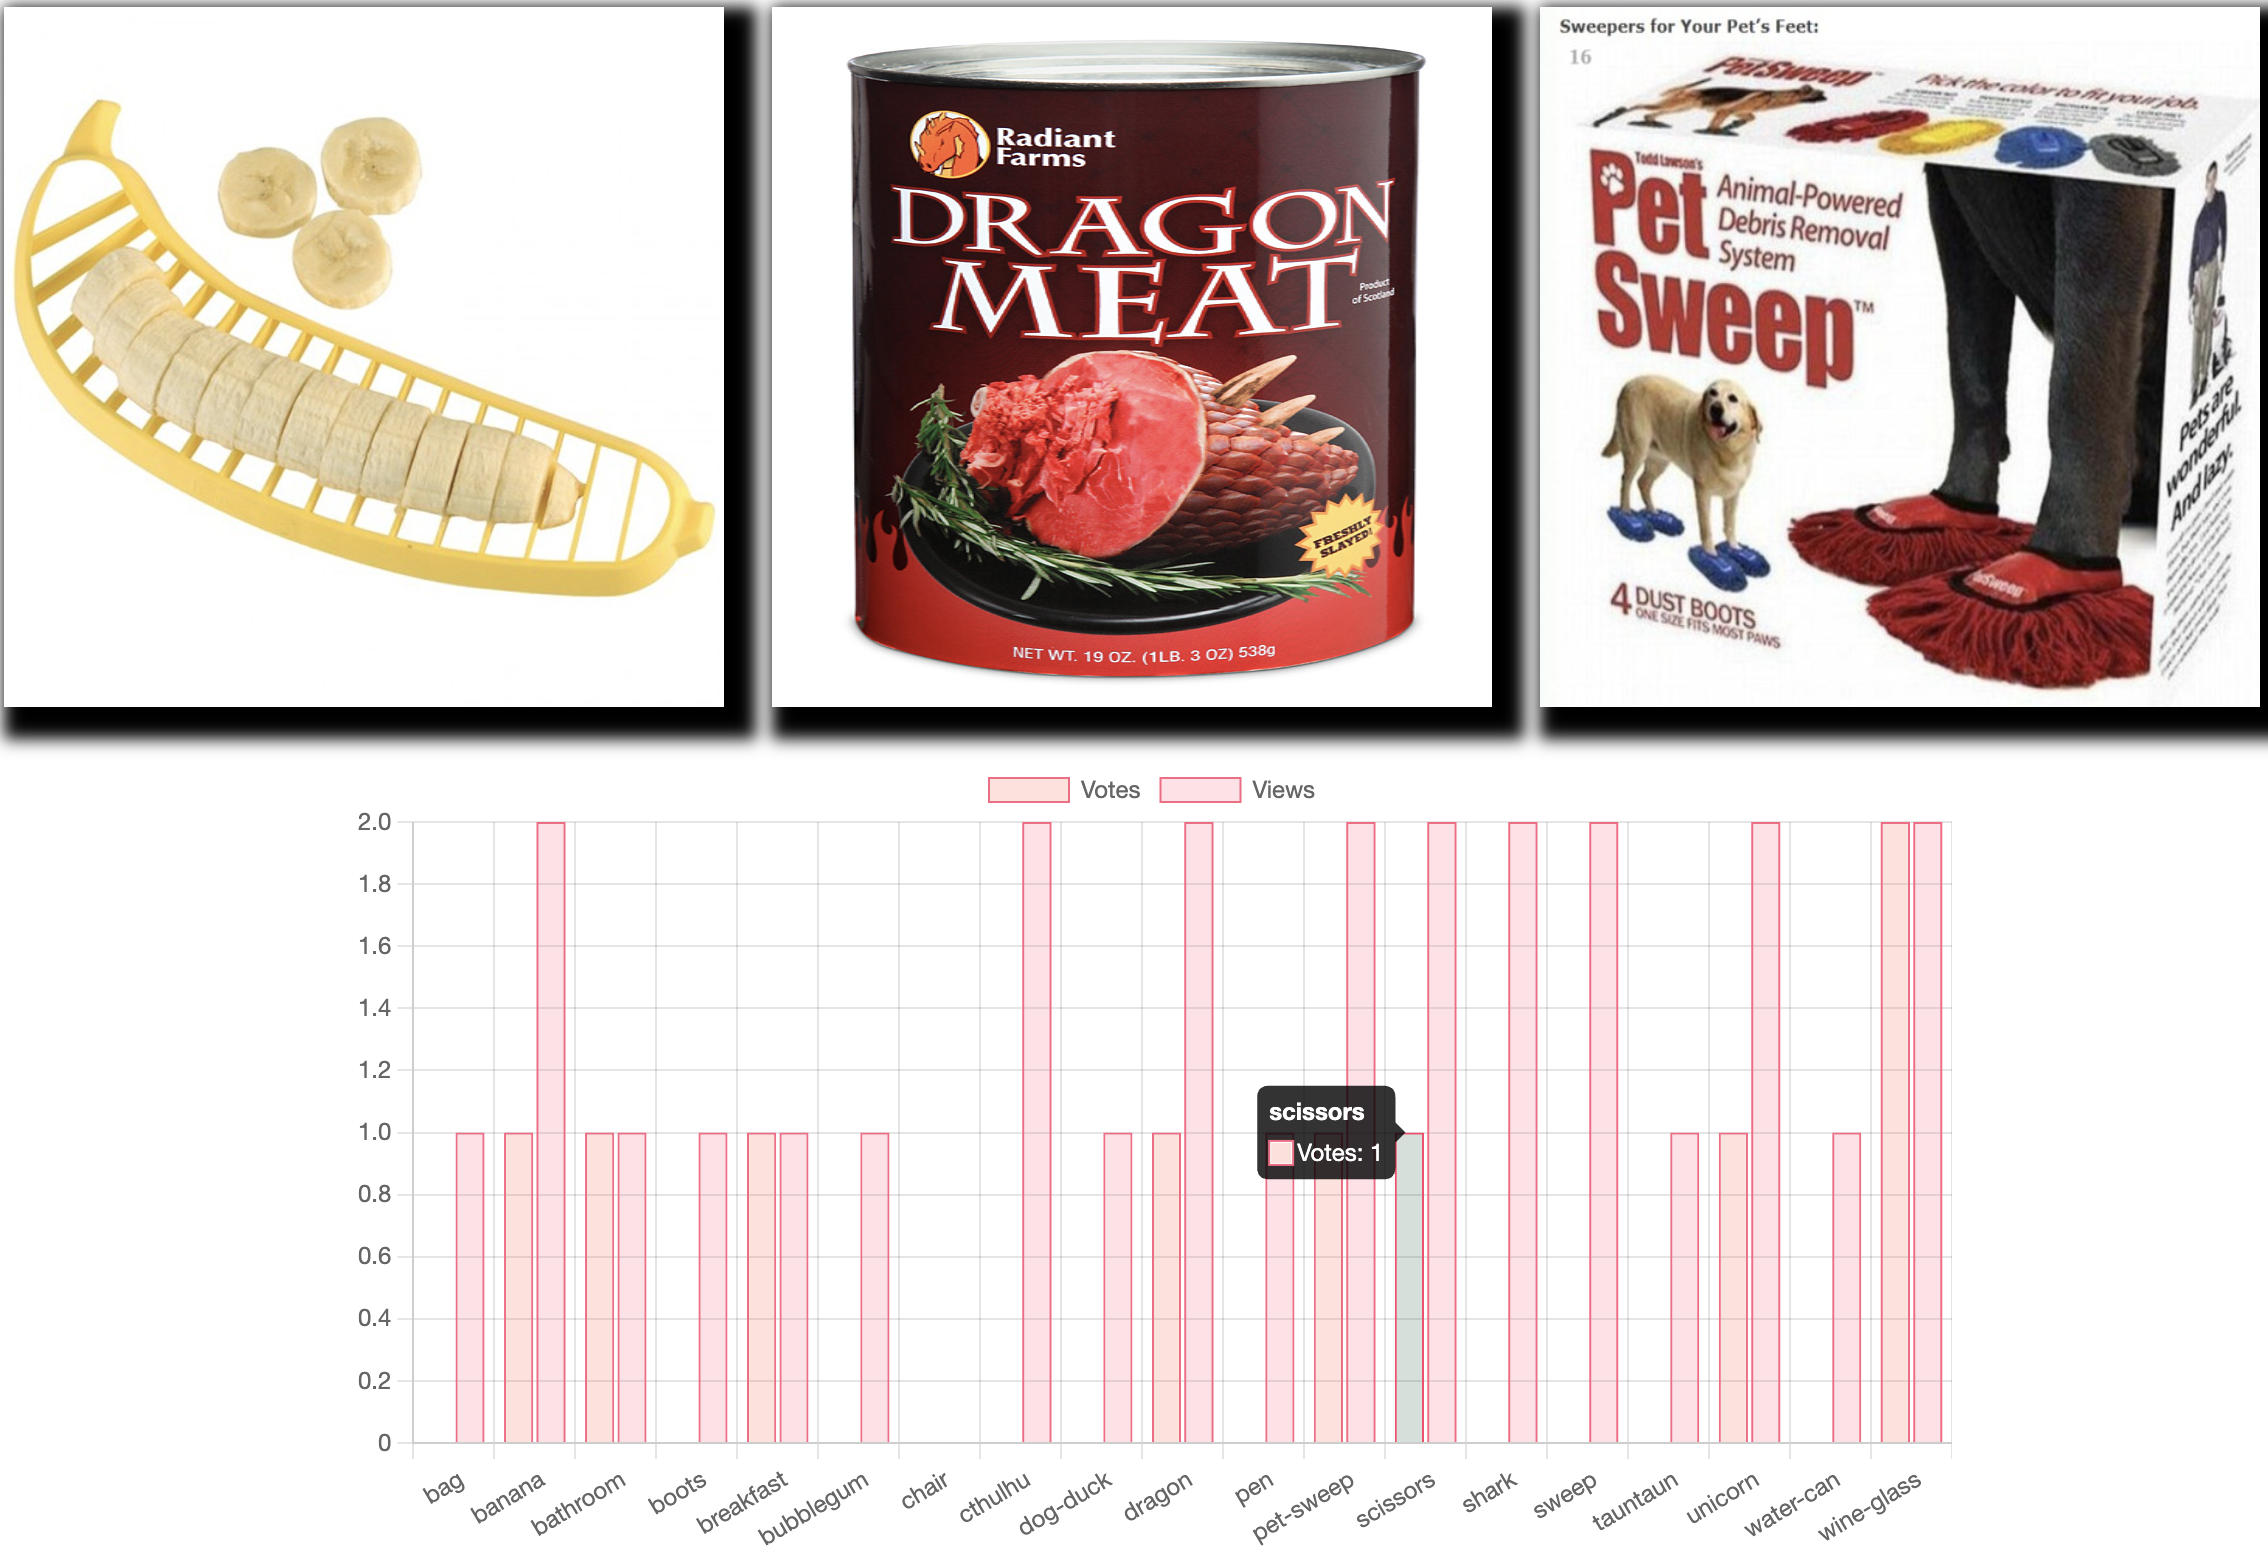 Radiant
Farms
DRAGON
MEAT
Product
of Scotland
FRESHLY
SLAYED!
NET WT. 19 OZ. (1LB. 3 OZ) 538g
Sweepers for Your Pet's Feet:
16
PetSweep™
Pick the color to fit your job.
Todd Lawson's
Pet
Sweep™
Animal-Powered
Debris Removal
System
4 DUST BOOTS
ONE SIZE FITS MOST PAWS
PetSweep
Pets are
wonderful.
And lazy.
Votes
Views
2.0
1.8
1.6
1.4
1.2
1.0
0.8
0.6
0.4
0.2
0
scissors
Votes: 1
bag
banana
bathroom
boots
breakfast
bubblegum
chair
cthulhu
dog-duck
dragon
pen
pet-sweep
scissors
shark
sweep
tauntaun
unicorn
water-can
wine-glass